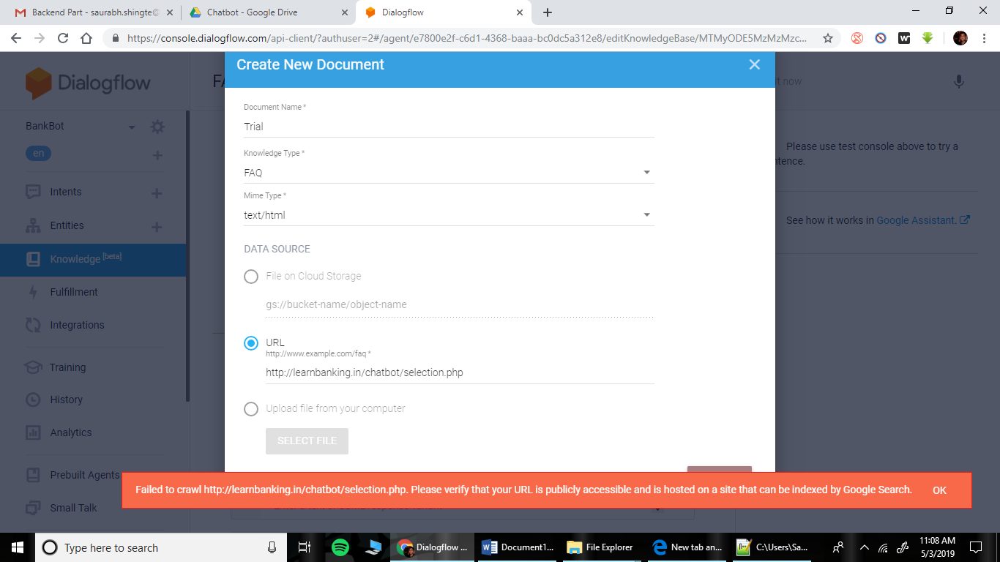 Backend Part - saurabh.shingte@
Chatbot - Google Drive
Dialogflow
https://console.dialogflow.com/api-client/?authuser=2#/agent/e7800e2f-c6d1-4368-baaa-bc0dc5a312e8/editKnowledgeBase/MTMyODE5MzMzMzc...
Create New Document
Dialogflow
t now
Document Name *
Trial
BankBot
en
Knowledge Type *
FAQ
Please use test console above to try a
ntence.
Mime Type *
text/html
Intents
Entities
See how it works in Google Assistant.
DATA SOURCE
Knowledge [beta]
File on Cloud Storage
gs://bucket-name/object-name
Fulfillment
Integrations
URL
http://www.example.com/faq *
http://learnbanking.in/chatbot/selection.php
Training
History
Upload file from your computer
Analytics
SELECT FILE
Prebuilt Agents
Failed to crawl http://learnbanking.in/chatbot/selection.php. Please verify that your URL is publicly accessible and is hosted on a site that can be indexed by Google Search.
OK
Small Talk
Type here to search
Dialogflow ...
Document1...
File Explorer
New tab an...
C:\Users\Sa...
11:08 AM
5/3/2019